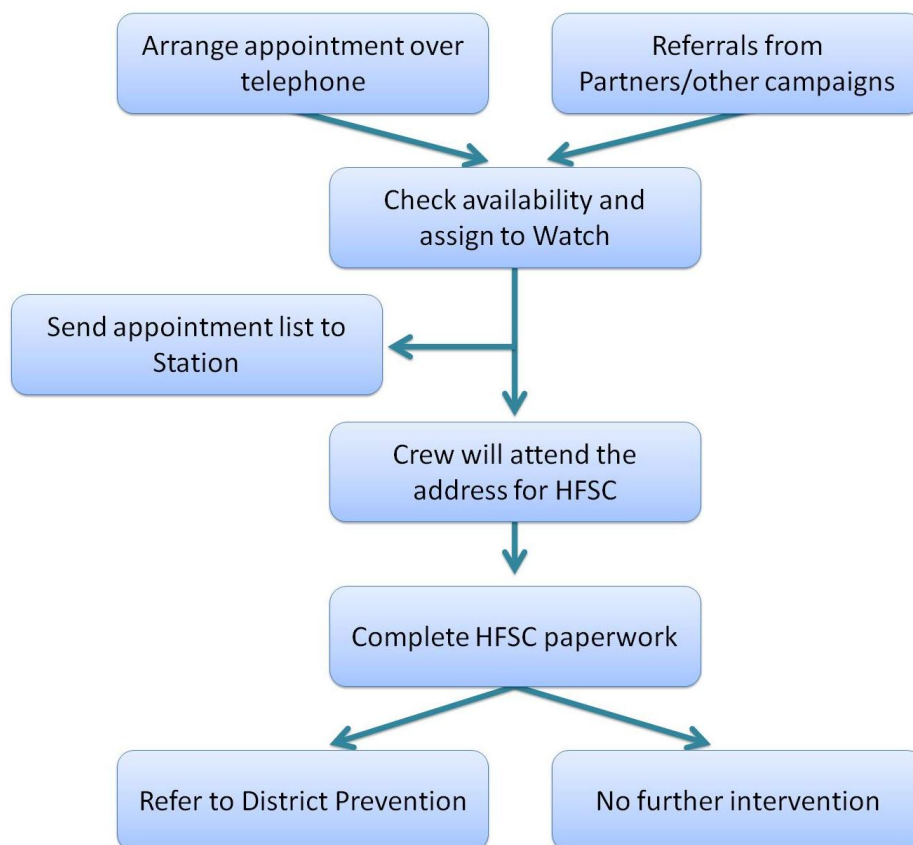 Arrange appointment over
telephone
Referrals from
Partners/other campaigns
Check availability and
assign to Watch
Send appointment list to
Station
Crew will attend the
address for HFSC
Complete HFSC paperwork
Refer to District Prevention
No further intervention